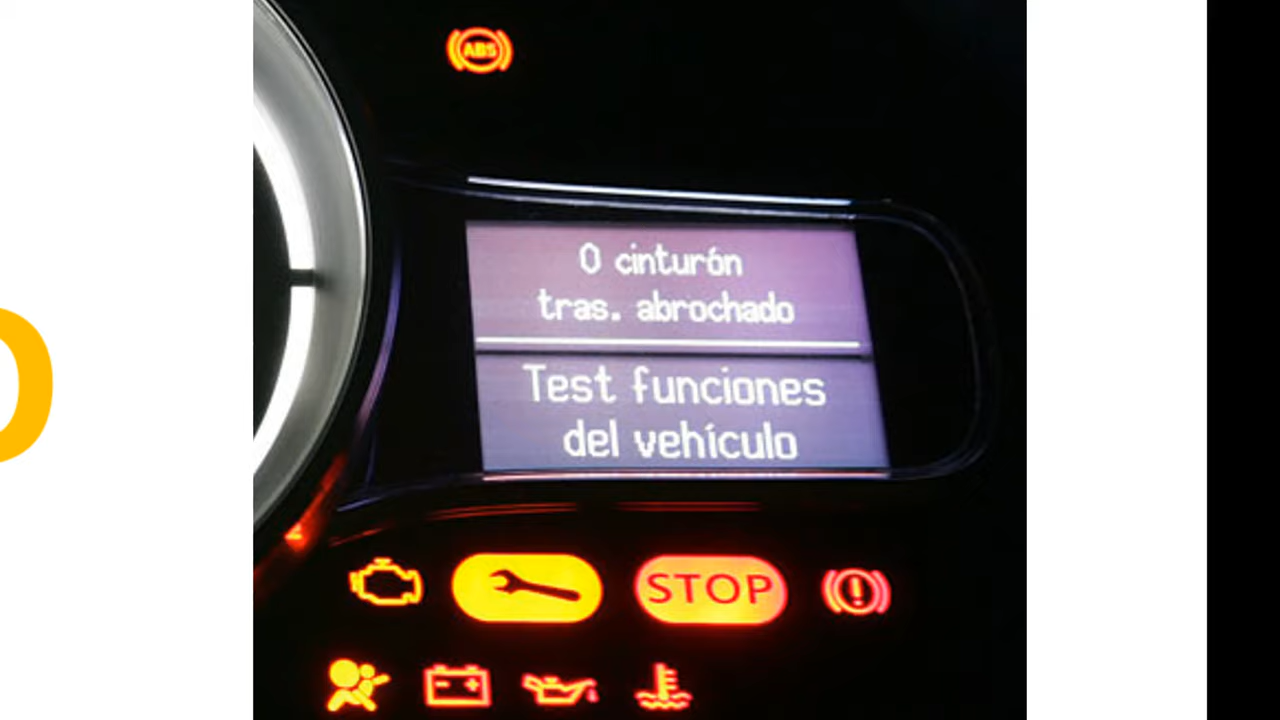 ABS
0 cinturón
tras. abrochado
Test funciones
del vehículo
STOP